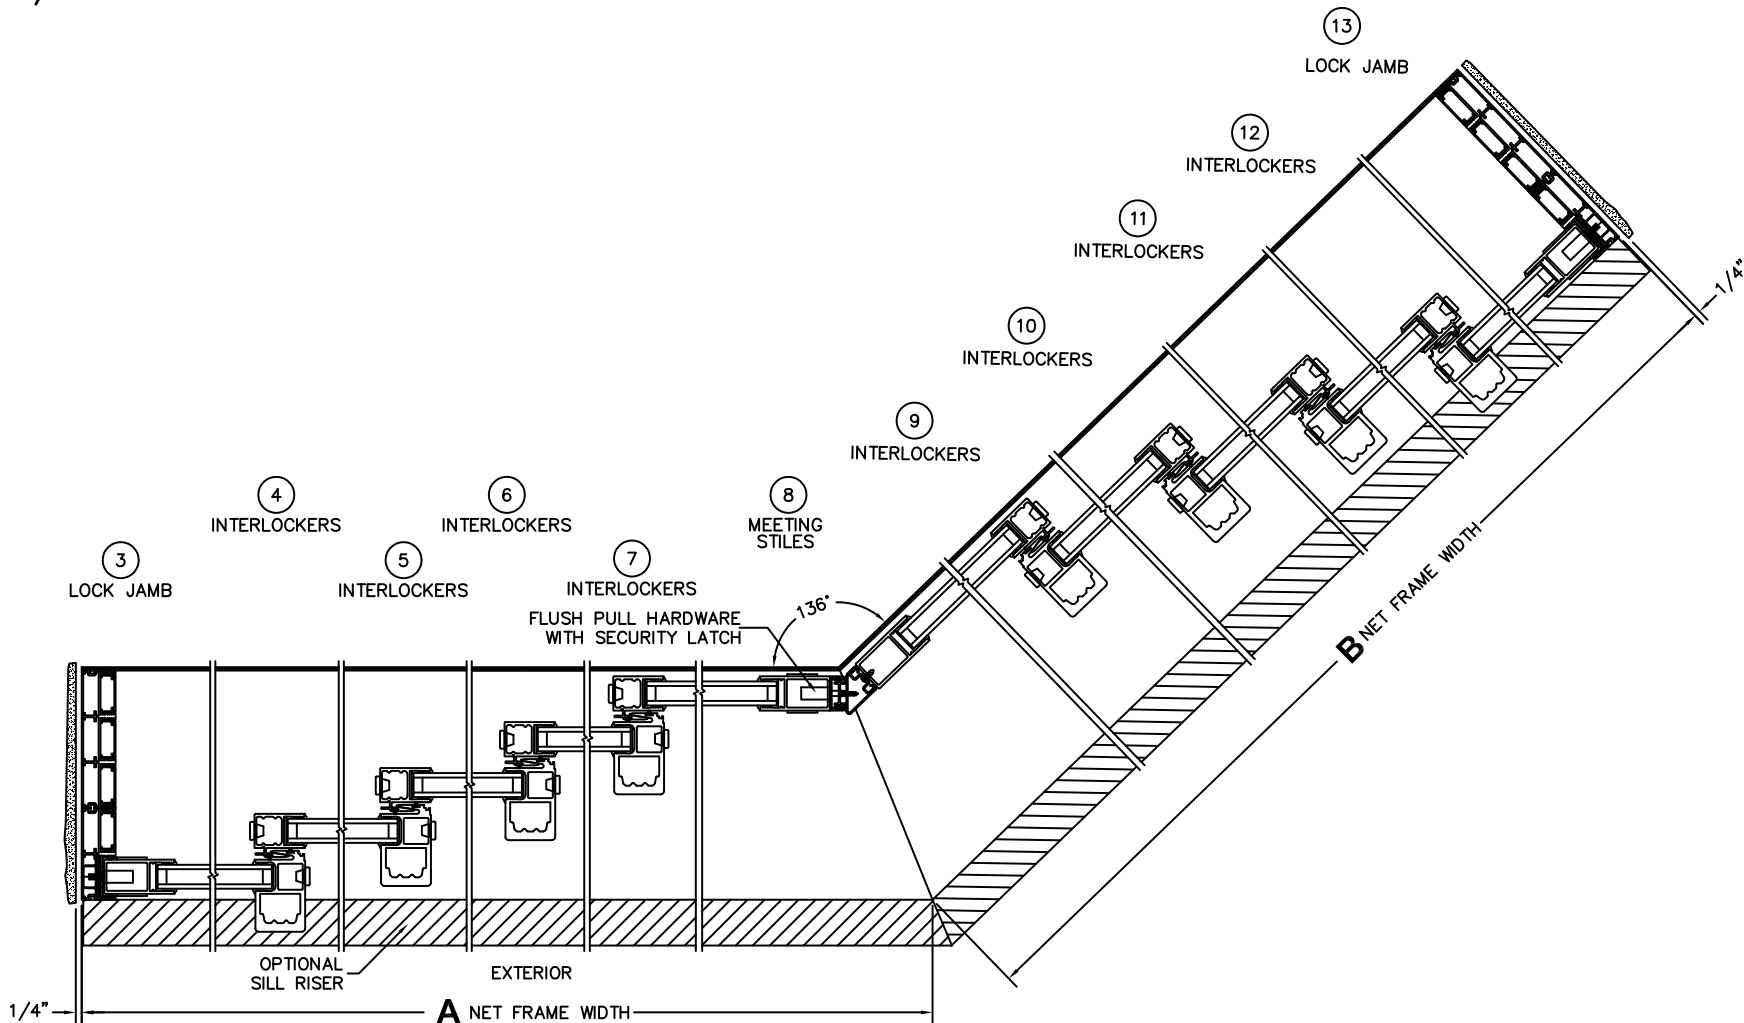 13
LOCK JAMB
12
INTERLOCKERS
11
INTERLOCKERS
10
INTERLOCKERS
9
INTERLOCKERS
4
INTERLOCKERS
6
INTERLOCKERS
8
MEETING
STILES
3
LOCK JAMB
5
INTERLOCKERS
7
INTERLOCKERS
FLUSH PULL HARDWARE
WITH SECURITY LATCH
136°
1/4"
B NET FRAME WIDTH
OPTIONAL
SILL RISER
EXTERIOR
1/4"
A NET FRAME WIDTH